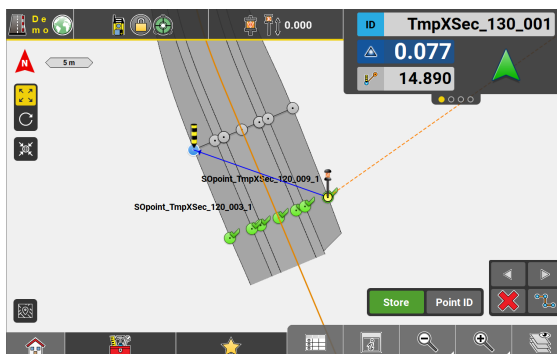 De
mo
0.000
ID
TmpXSec_130_001
0.077
14.890
N
5 m
SOpoint_TmpXSec_120_009_1
SOpoint_TmpXSec_120_003_1
Store
Point ID